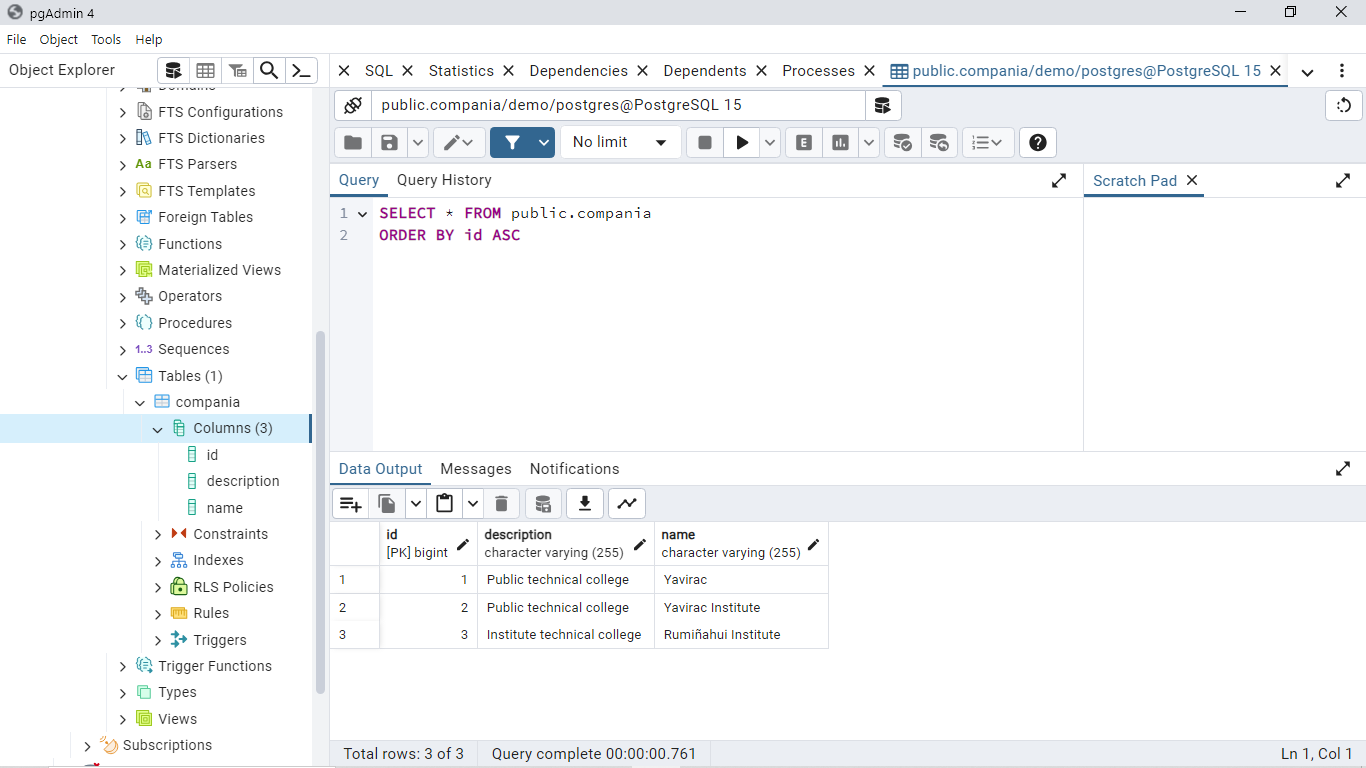 pgAdmin 4
File Object Tools Help
Object Explorer
SQL Statistics Dependencies Dependents Processes public.compania/demo/postgres@PostgreSQL 15
public.compania/demo/postgres@PostgreSQL 15
No limit
E
Query Query History
Scratch Pad
1 SELECT * FROM public.compania
2 ORDER BY id ASC
Domains
FTS Configurations
FTS Dictionaries
Aa FTS Parsers
FTS Templates
Foreign Tables
Functions
Materialized Views
Operators
Procedures
1..3 Sequences
Tables (1)
compania
Columns (3)
id
description
name
Constraints
Indexes
RLS Policies
Rules
Triggers
Trigger Functions
Types
Views
Subscriptions
Data Output Messages Notifications
id description name
[PK] bigint character varying (255) character varying (255)
1 1 Public technical college Yavirac
2 2 Public technical college Yavirac Institute
3 3 Institute technical college Rumiñahui Institute
Total rows: 3 of 3 Query complete 00:00:00.761 Ln 1, Col 1